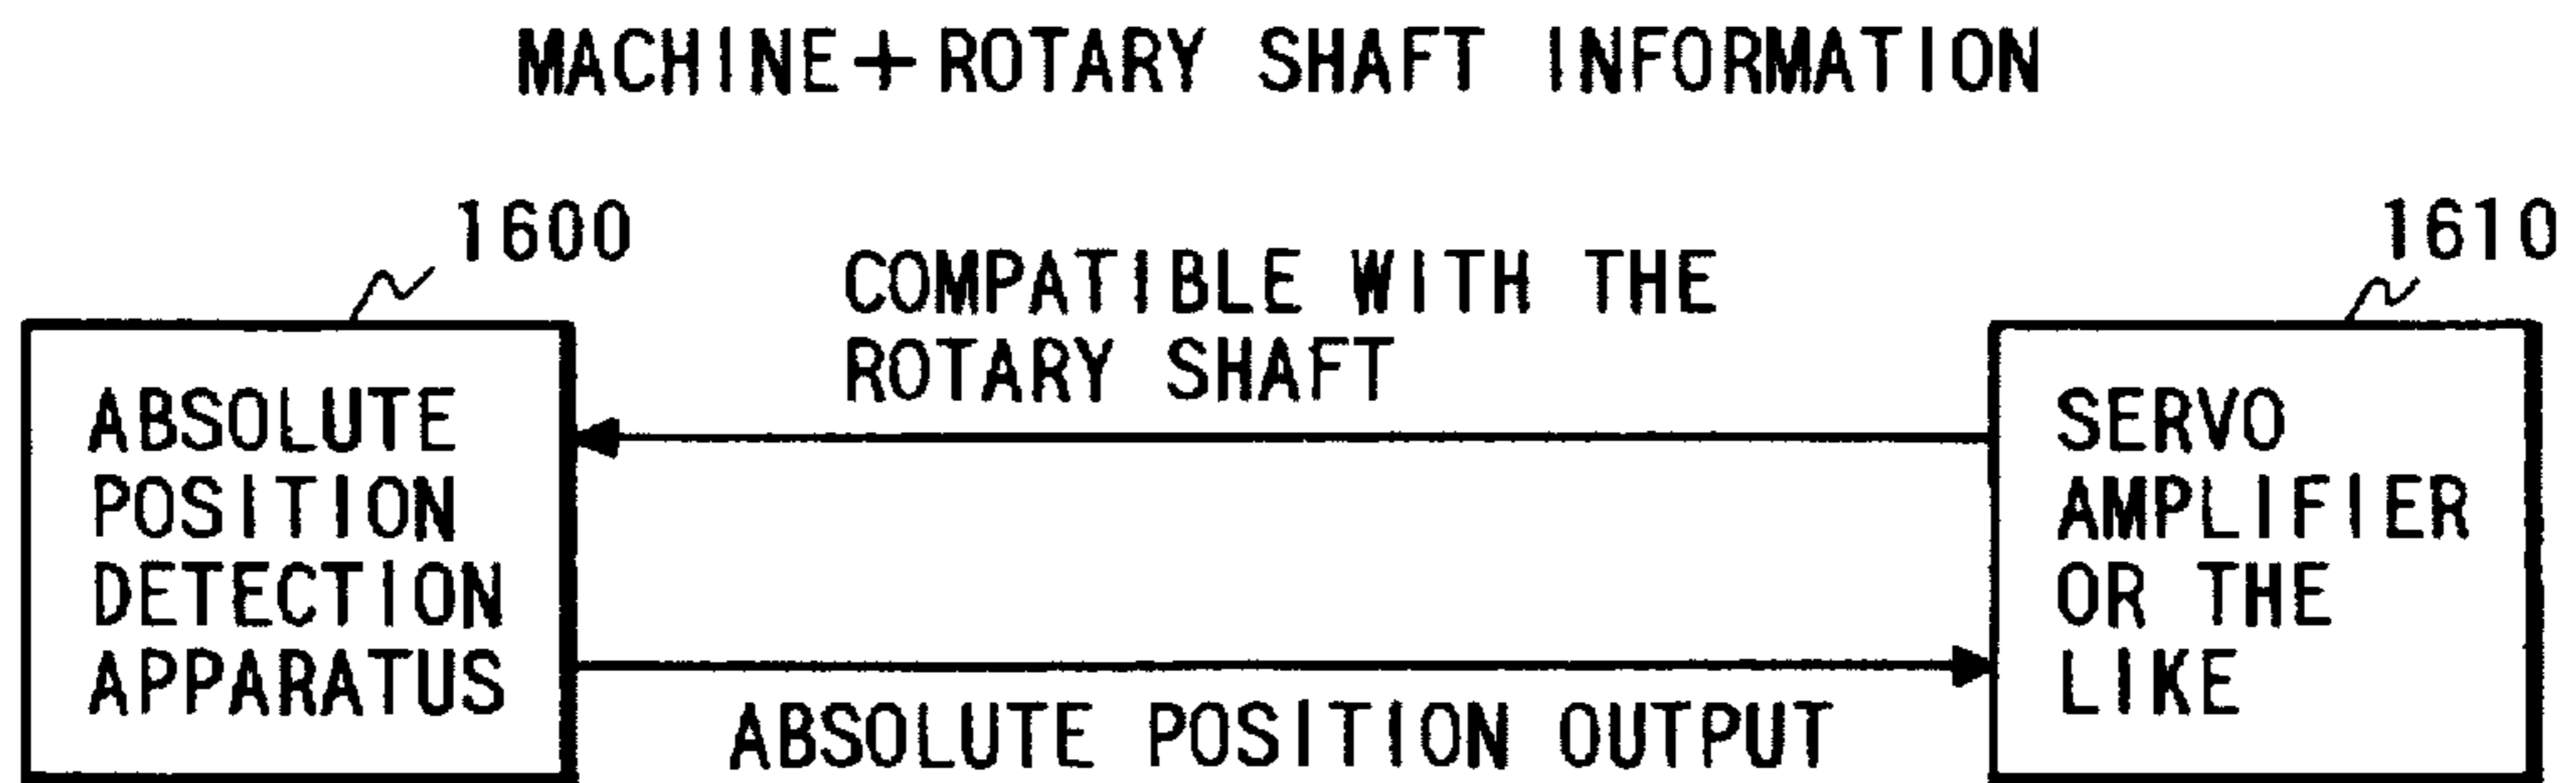 MACHINE+ROTARY SHAFT INFORMATION
1600
1610
COMPATIBLE WITH THE
ROTARY SHAFT
ABSOLUTE
POSITION
DETECTION
APPARATUS
SERVO
AMPLIFIER
OR THE
LIKE
ABSOLUTE POSITION OUTPUT